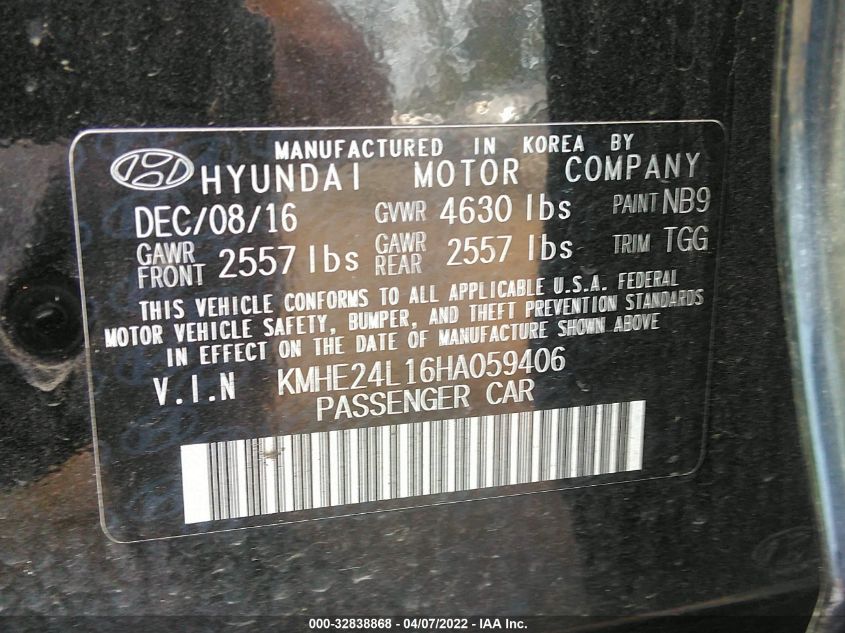 MANUFACTURED IN KOREA BY
HYUNDAI MOTOR COMPANY
DEC/08/16 GVWR 4630 lbs PAINT NB9
GAWR FRONT 2557 lbs GAWR REAR 2557 lbs TRIM TGG
THIS VEHICLE CONFORMS TO ALL APPLICABLE U.S.A. FEDERAL
MOTOR VEHICLE SAFETY, BUMPER, AND THEFT PREVENTION STANDARDS
IN EFFECT ON THE DATE OF MANUFACTURE SHOWN ABOVE
V.I.N KMHE24L16HA059406
PASSENGER CAR
000-32838868 - 04/07/2022 - IAA Inc.